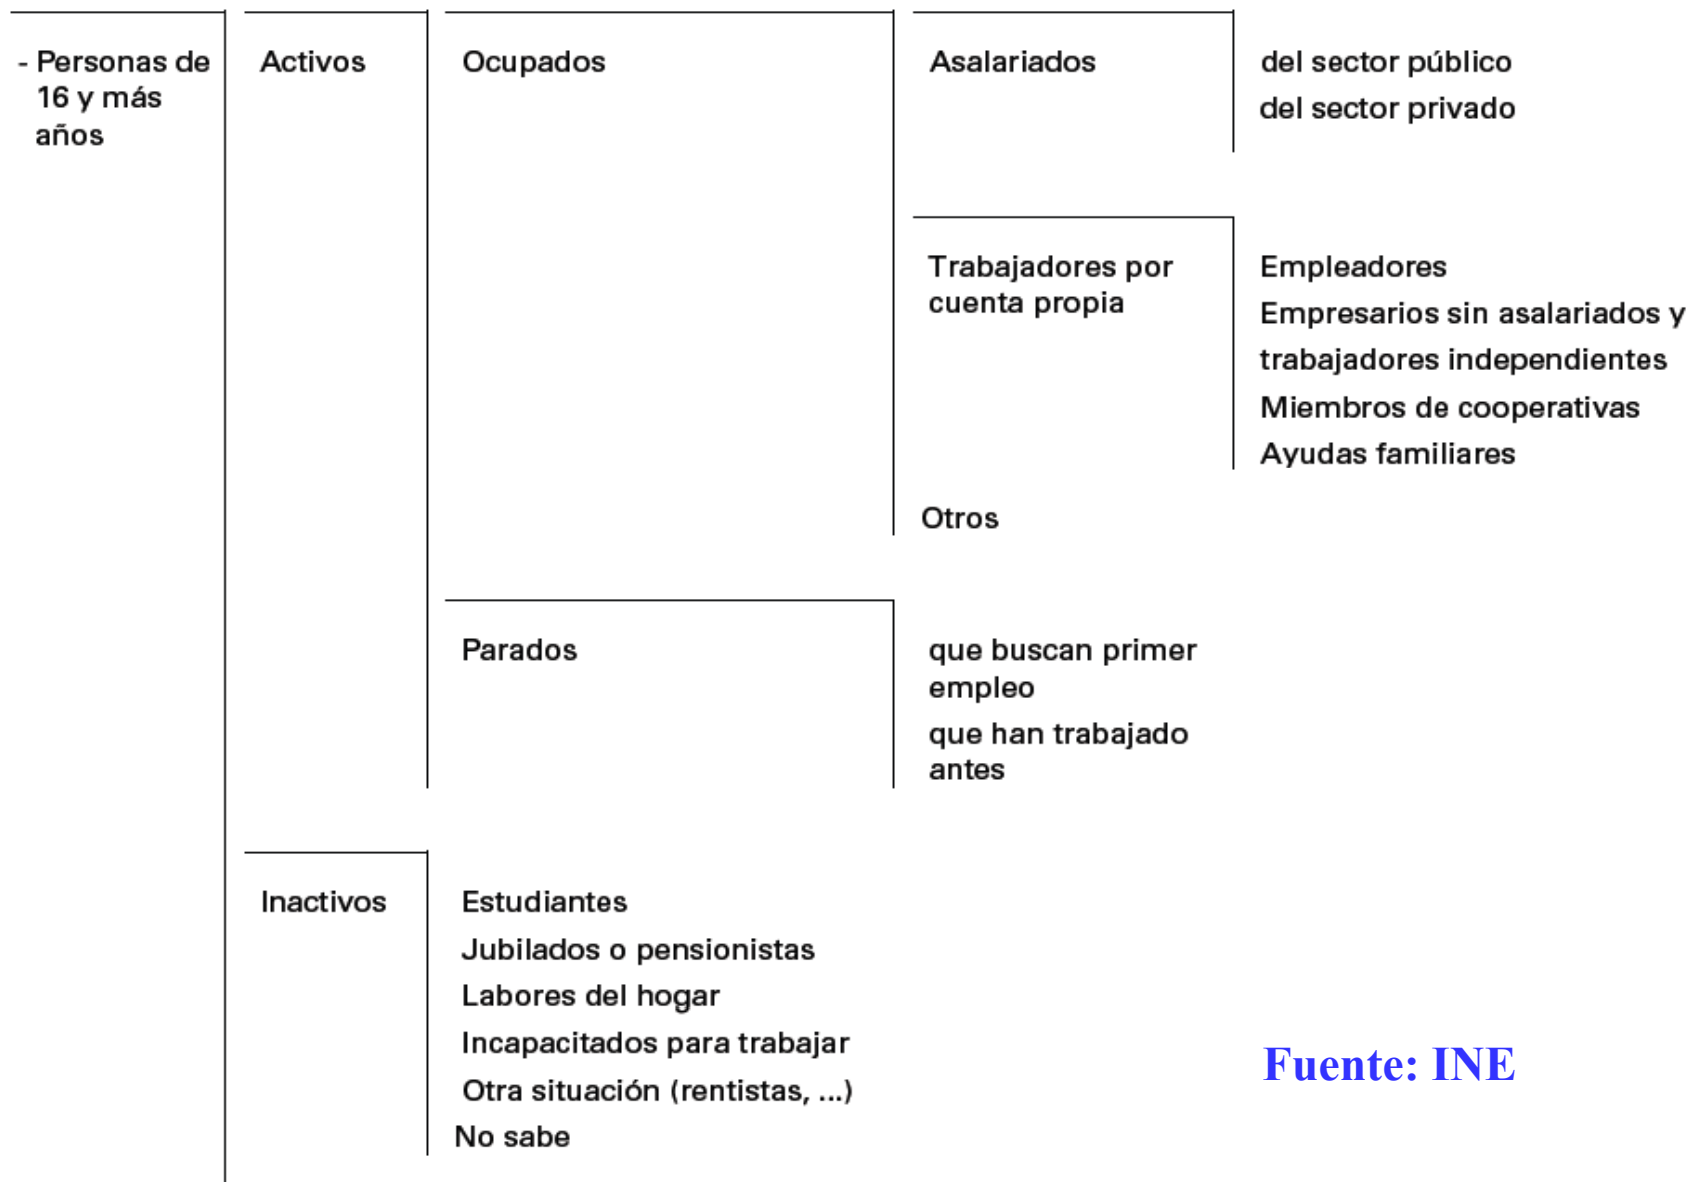 - Personas de
16 y más
años
Activos
Ocupados
Asalariados
del sector público
del sector privado
Trabajadores por
cuenta propia
Empleadores
Empresarios sin asalariados y
trabajadores independientes
Miembros de cooperativas
Ayudas familiares
Otros
Parados
que buscan primer
empleo
que han trabajado
antes
Inactivos
Estudiantes
Jubilados o pensionistas
Labores del hogar
Incapacitados para trabajar
Otra situación (rentistas, ...)
No sabe
Fuente: INE